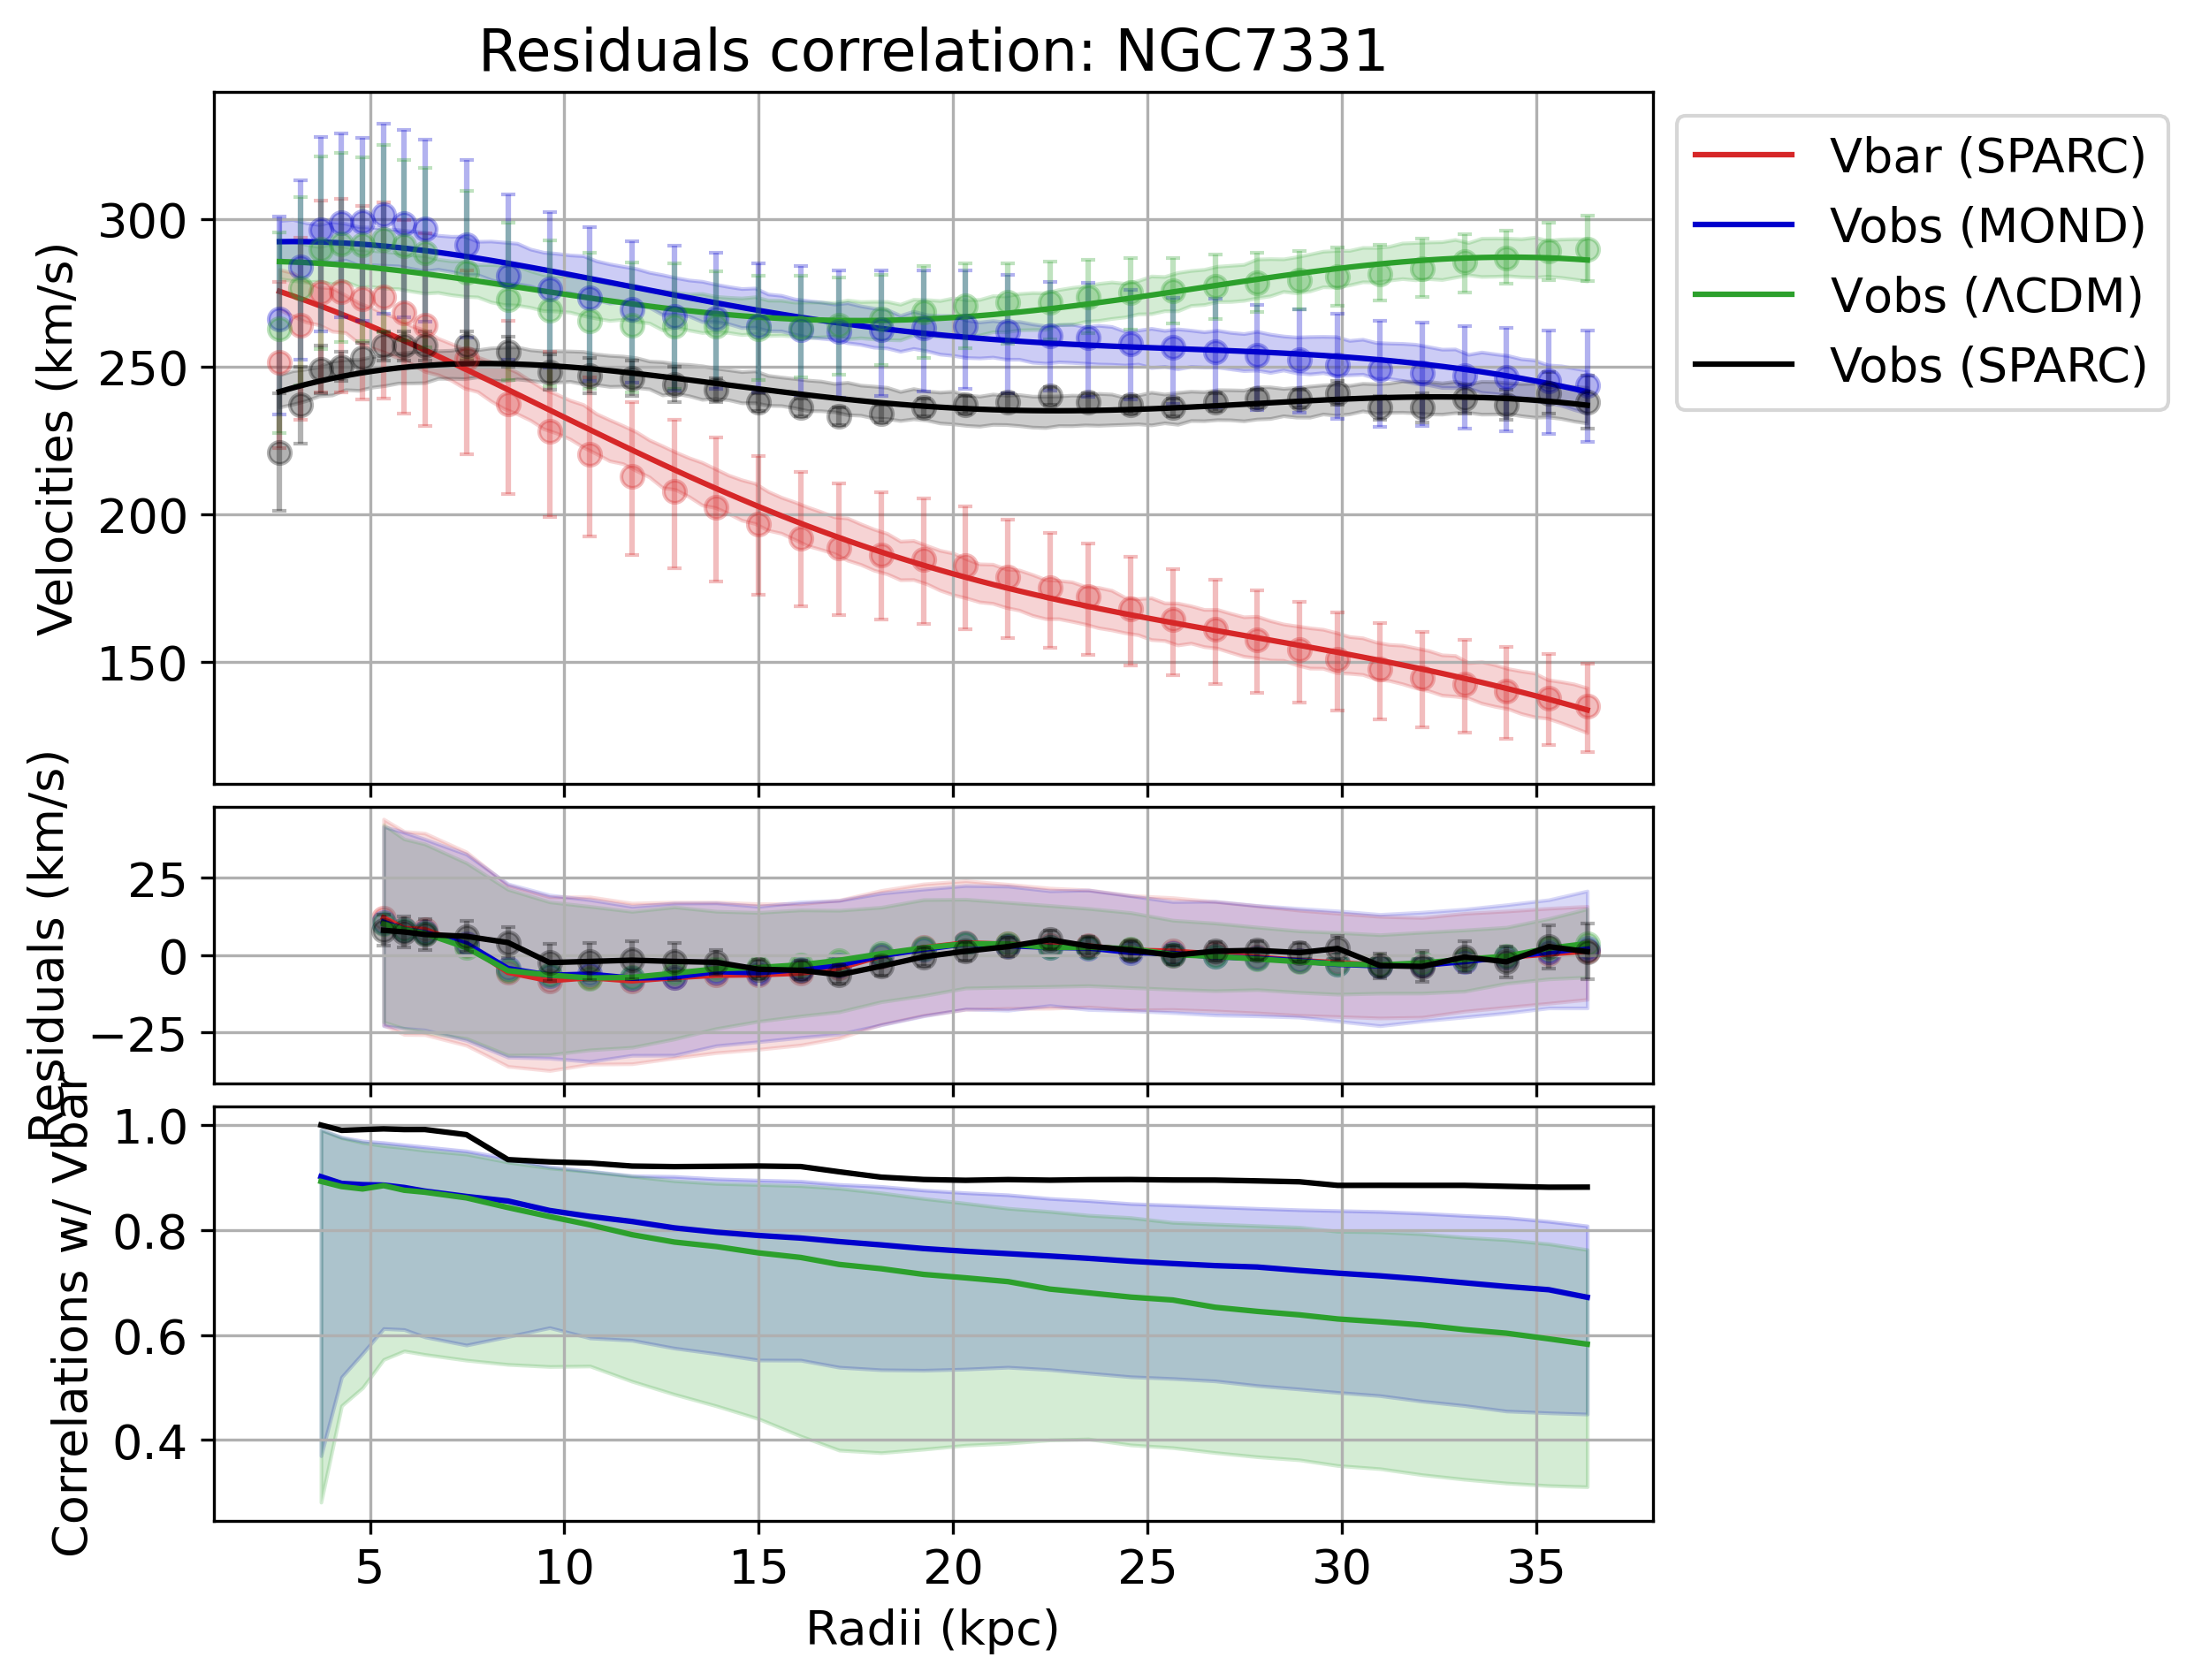 Residuals correlation: NGC7331
Velocities (km/s)
300
250
200
150
Vbar (SPARC)
Vobs (MOND)
Vobs (ΛCDM)
Vobs (SPARC)
Residuals (km/s)
25
0
−25
Correlations w/ Vbar
1.0
0.8
0.6
0.4
5 10 15 20 25 30 35
Radii (kpc)